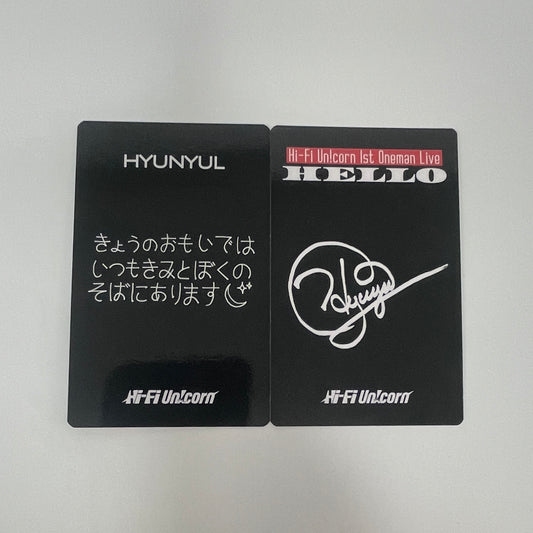 HYUNYUL
きょうのおもいでは
いつもきみとぼくの
そばにあります
Hi-Fi Un!corn
Hi-Fi Un!corn 1st Oneman Live
HELLO
Hyuyu
Hi-Fi Un!corn